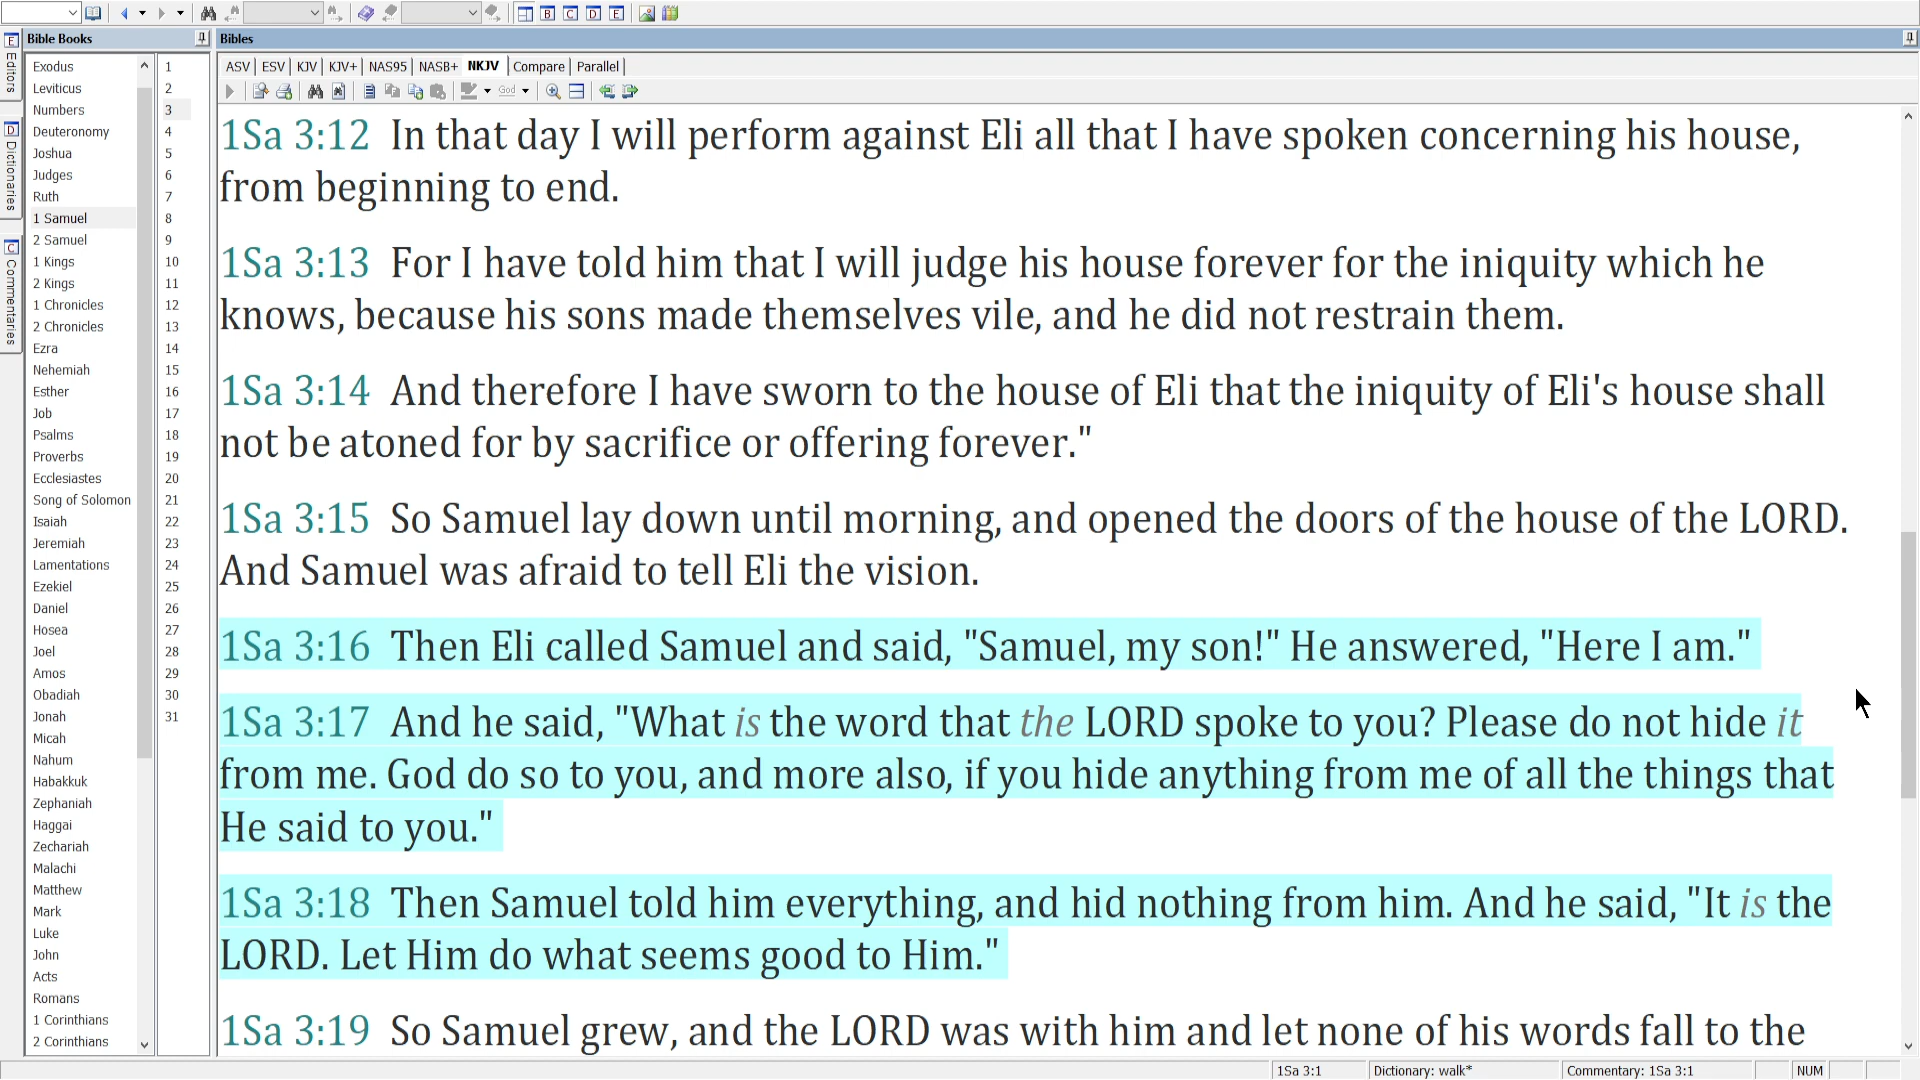 Bible Books
Bibles
Editors
Dictionaries
Commentaries
Exodus
Leviticus
Numbers
Deuteronomy
Joshua
Judges
Ruth
1 Samuel
2 Samuel
1 Kings
2 Kings
1 Chronicles
2 Chronicles
Ezra
Nehemiah
Esther
Job
Psalms
Proverbs
Ecclesiastes
Song of Solomon
Isaiah
Jeremiah
Lamentations
Ezekiel
Daniel
Hosea
Joel
Amos
Obadiah
Jonah
Micah
Nahum
Habakkuk
Zephaniah
Haggai
Zechariah
Malachi
Matthew
Mark
Luke
John
Acts
Romans
1 Corinthians
2 Corinthians
1
2
3
4
5
6
7
8
9
10
11
12
13
14
15
16
17
18
19
20
21
22
23
24
25
26
27
28
29
30
31
ASV ESV KJV KJV+ NAS95 NASB+ NKJV Compare Parallel
1Sa 3:12 In that day I will perform against Eli all that I have spoken concerning his house,
from beginning to end.
1Sa 3:13 For I have told him that I will judge his house forever for the iniquity which he
knows, because his sons made themselves vile, and he did not restrain them.
1Sa 3:14 And therefore I have sworn to the house of Eli that the iniquity of Eli's house shall
not be atoned for by sacrifice or offering forever."
1Sa 3:15 So Samuel lay down until morning, and opened the doors of the house of the LORD.
And Samuel was afraid to tell Eli the vision.
1Sa 3:16 Then Eli called Samuel and said, "Samuel, my son!" He answered, "Here I am."
1Sa 3:17 And he said, "What is the word that the LORD spoke to you? Please do not hide it
from me. God do so to you, and more also, if you hide anything from me of all the things that
He said to you."
1Sa 3:18 Then Samuel told him everything, and hid nothing from him. And he said, "It is the
LORD. Let Him do what seems good to Him."
1Sa 3:19 So Samuel grew, and the LORD was with him and let none of his words fall to the
1Sa 3:1
Dictionary: walk*
Commentary: 1Sa 3:1
NUM